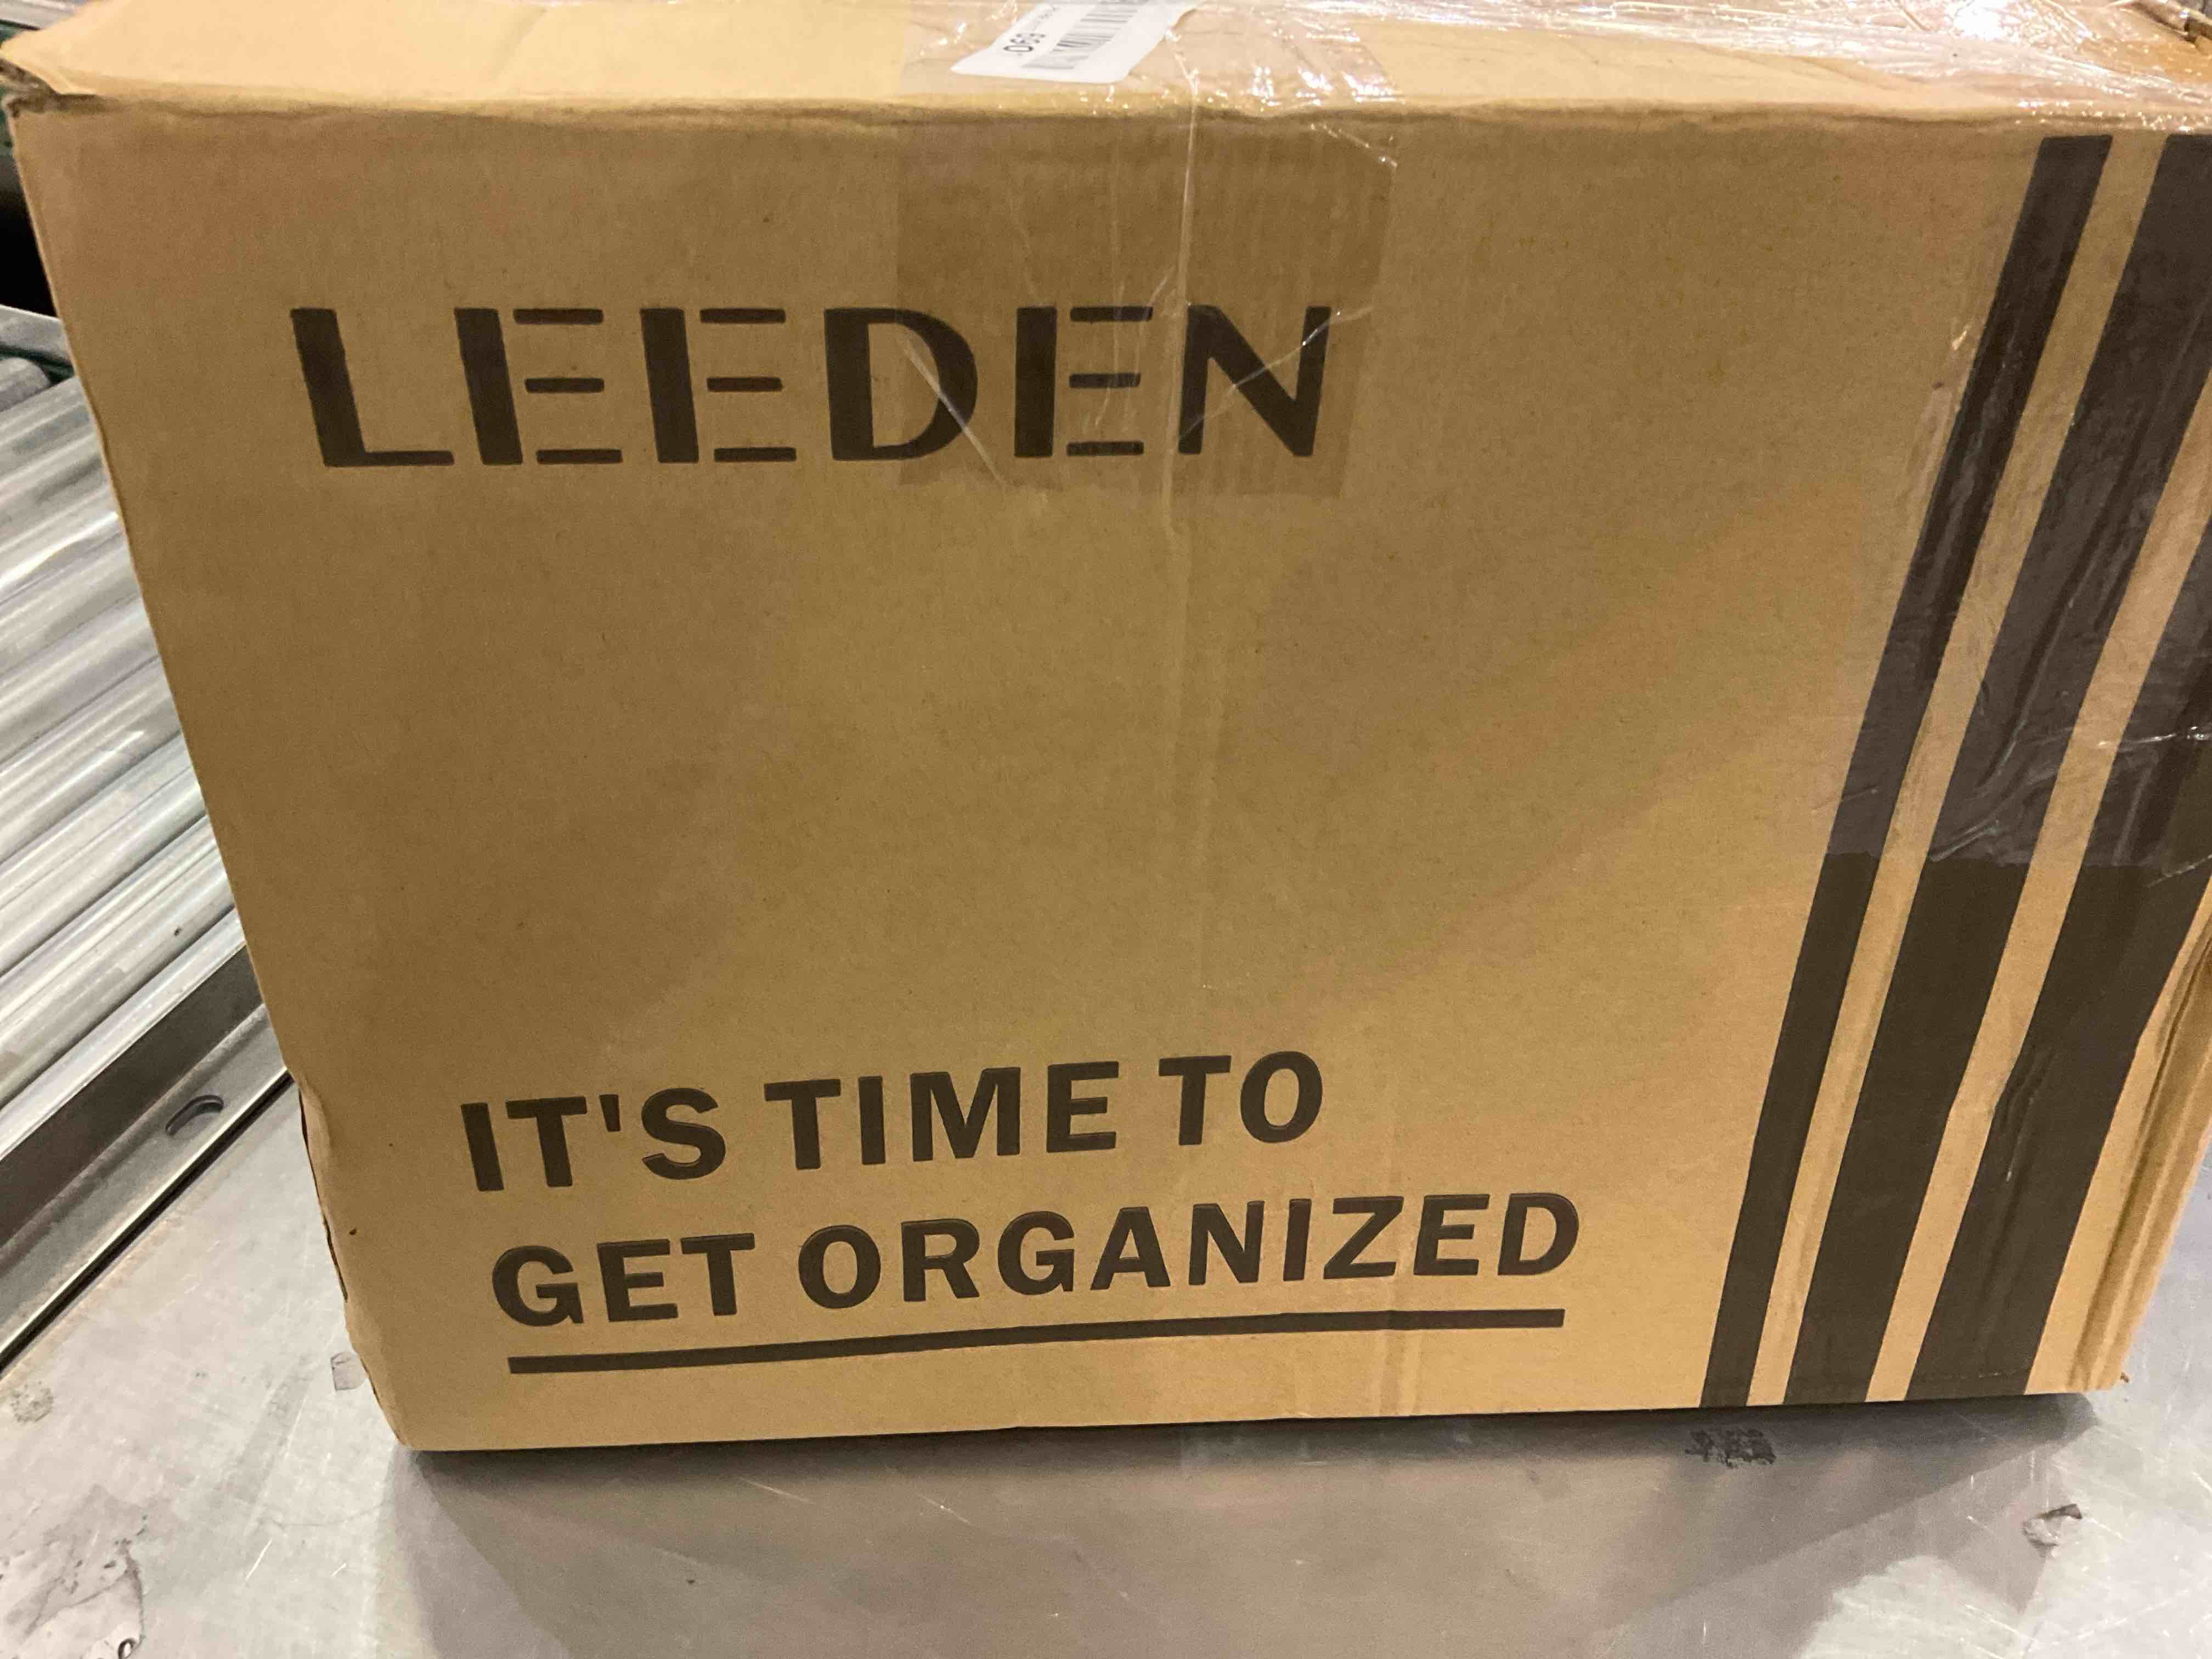 LEEDEN
IT'S TIME TO
GET ORGANIZED